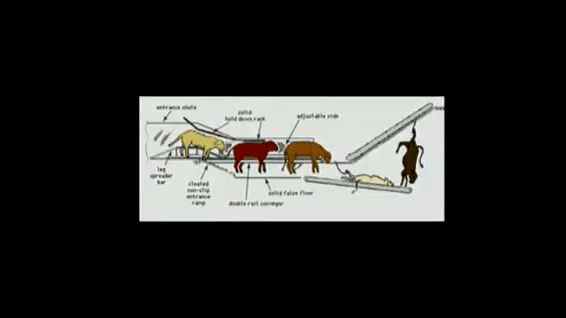 entrance chute
solid
hold down rack
adjustable side
leg
spreader
bar
cleated
non-slip
entrance
ramp
double rail conveyor
solid false floor